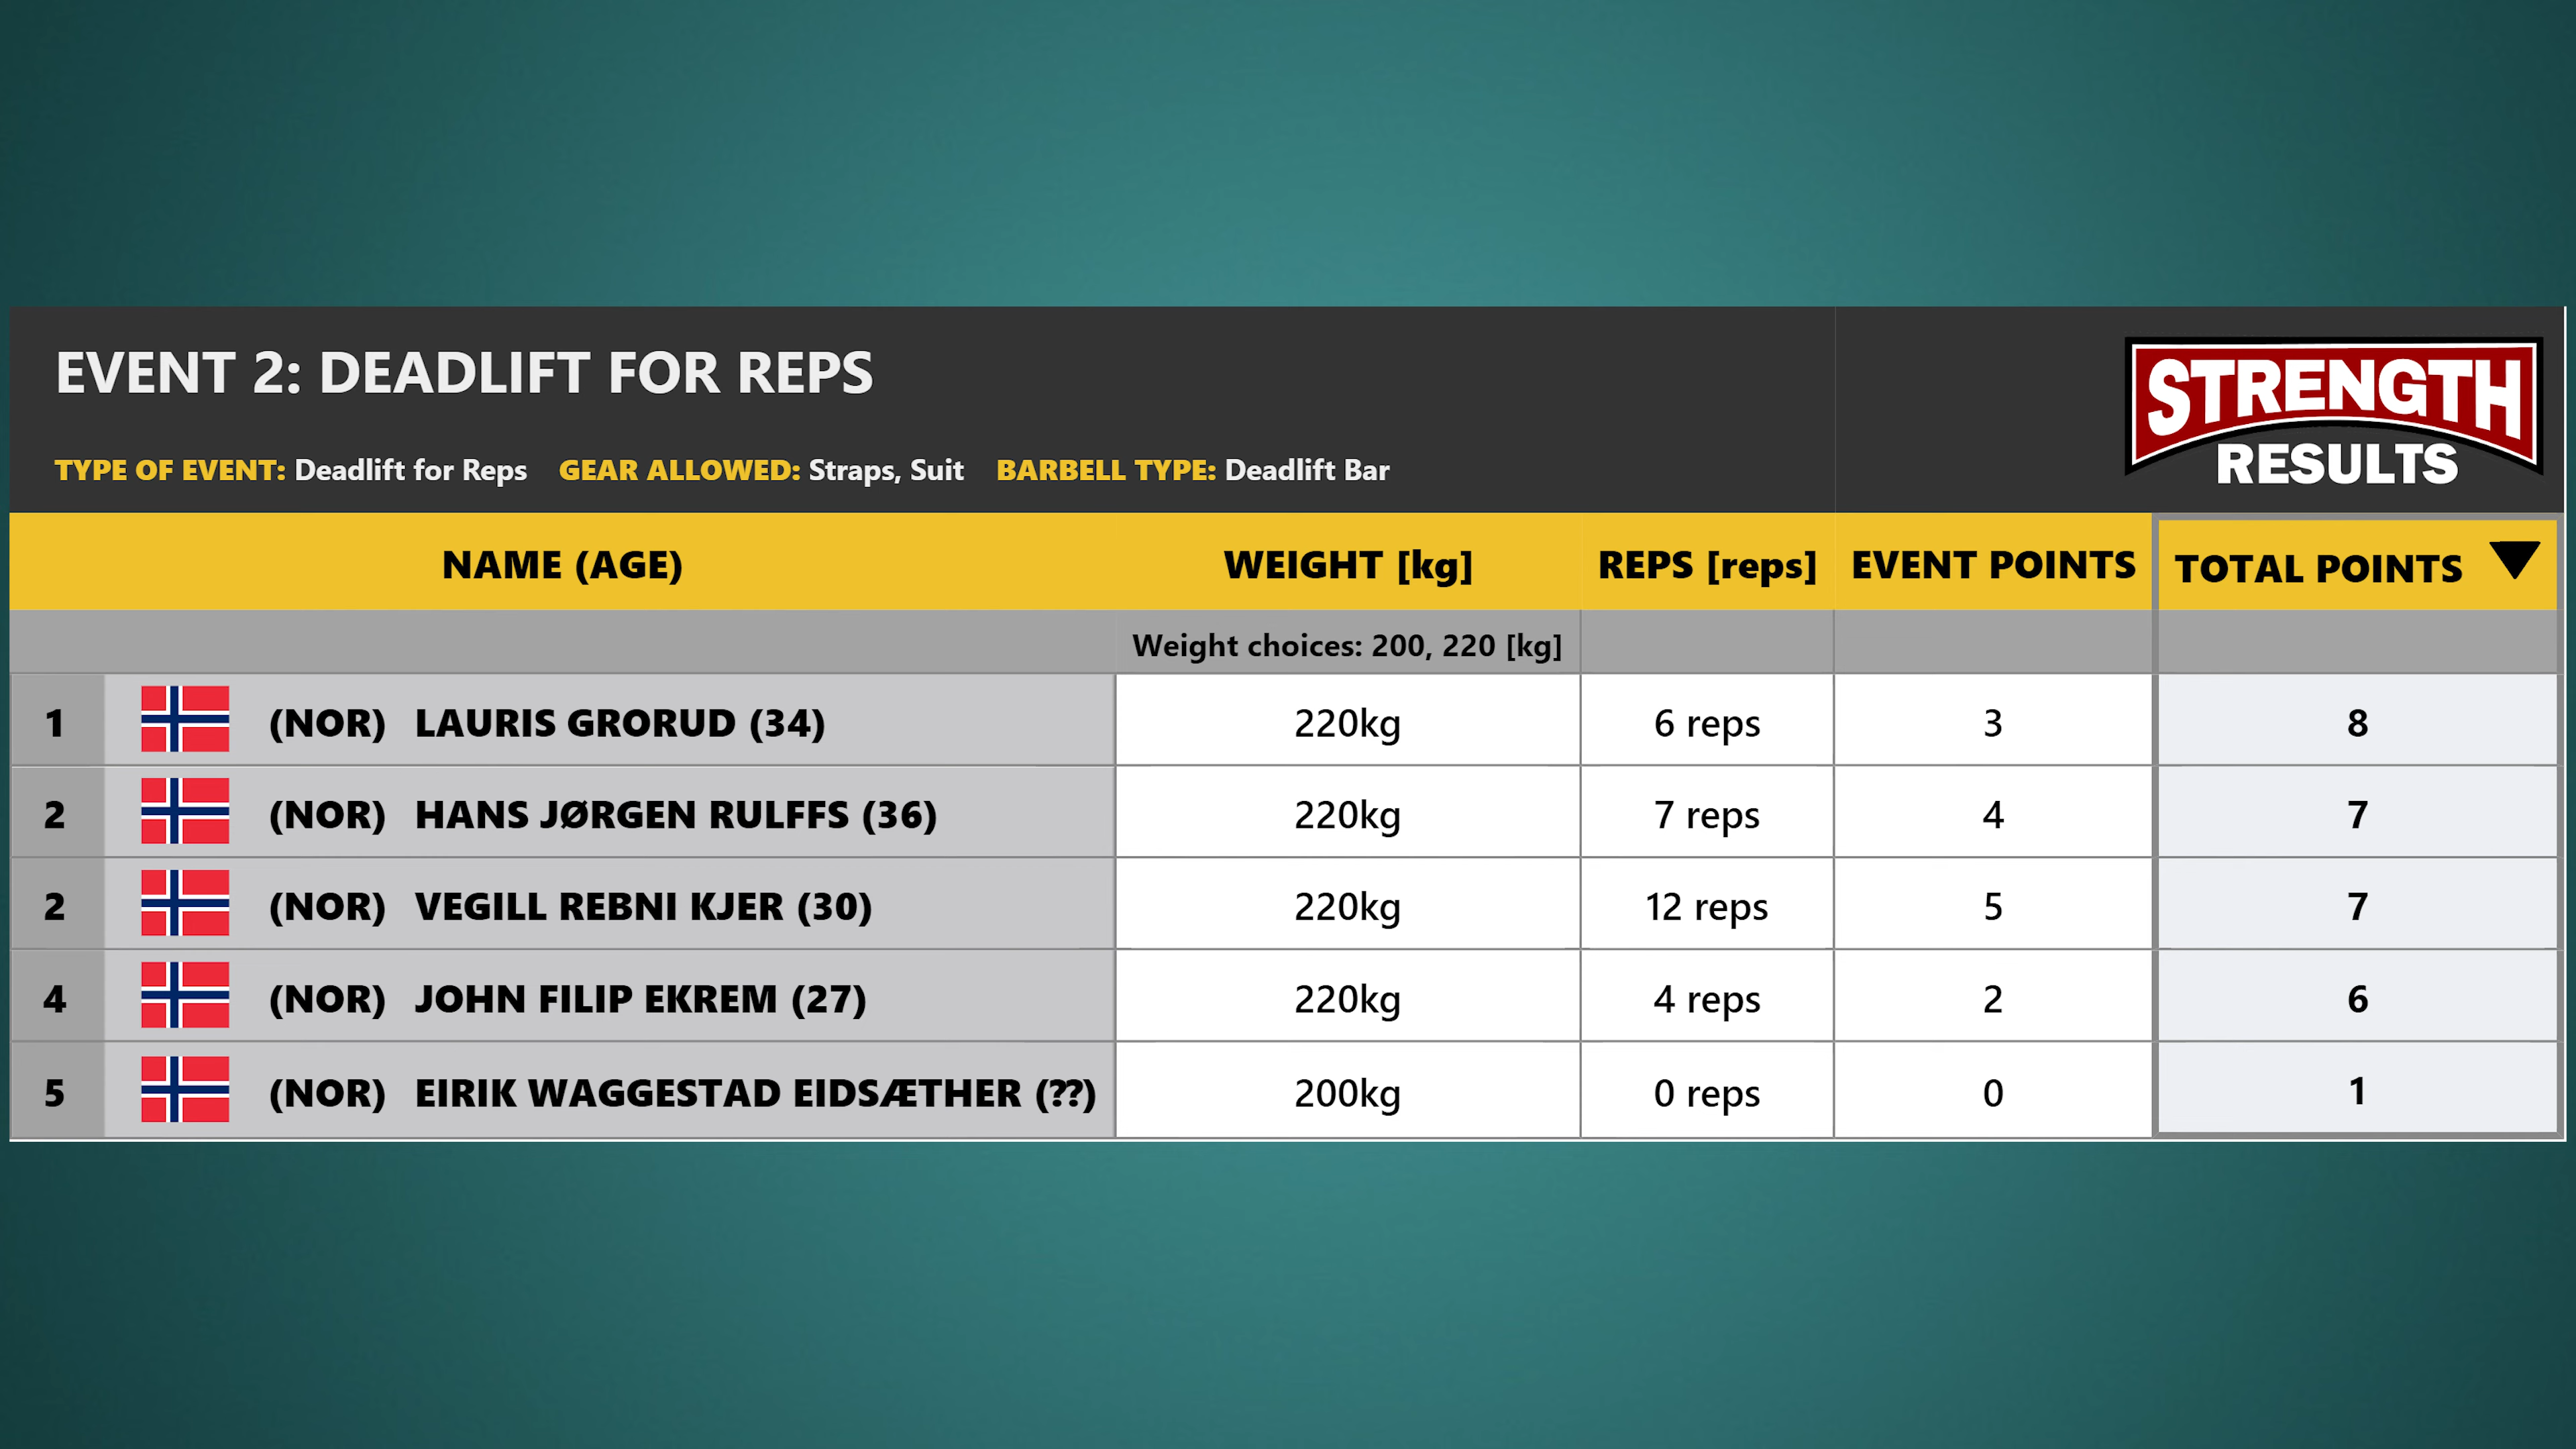 EVENT 2: DEADLIFT FOR REPS
STRENGTH
RESULTS
TYPE OF EVENT: Deadlift for Reps GEAR ALLOWED: Straps, Suit BARBELL TYPE: Deadlift Bar
NAME (AGE) WEIGHT [kg] REPS [reps] EVENT POINTS TOTAL POINTS ▼
Weight choices: 200, 220 [kg]
1 (NOR) LAURIS GRORUD (34) 220kg 6 reps 3 8
2 (NOR) HANS JØRGEN RULFFS (36) 220kg 7 reps 4 7
2 (NOR) VEGILL REBNI KJER (30) 220kg 12 reps 5 7
4 (NOR) JOHN FILIP EKREM (27) 220kg 4 reps 2 6
5 (NOR) EIRIK WAGGESTAD EIDSÆTHER (??) 200kg 0 reps 0 1